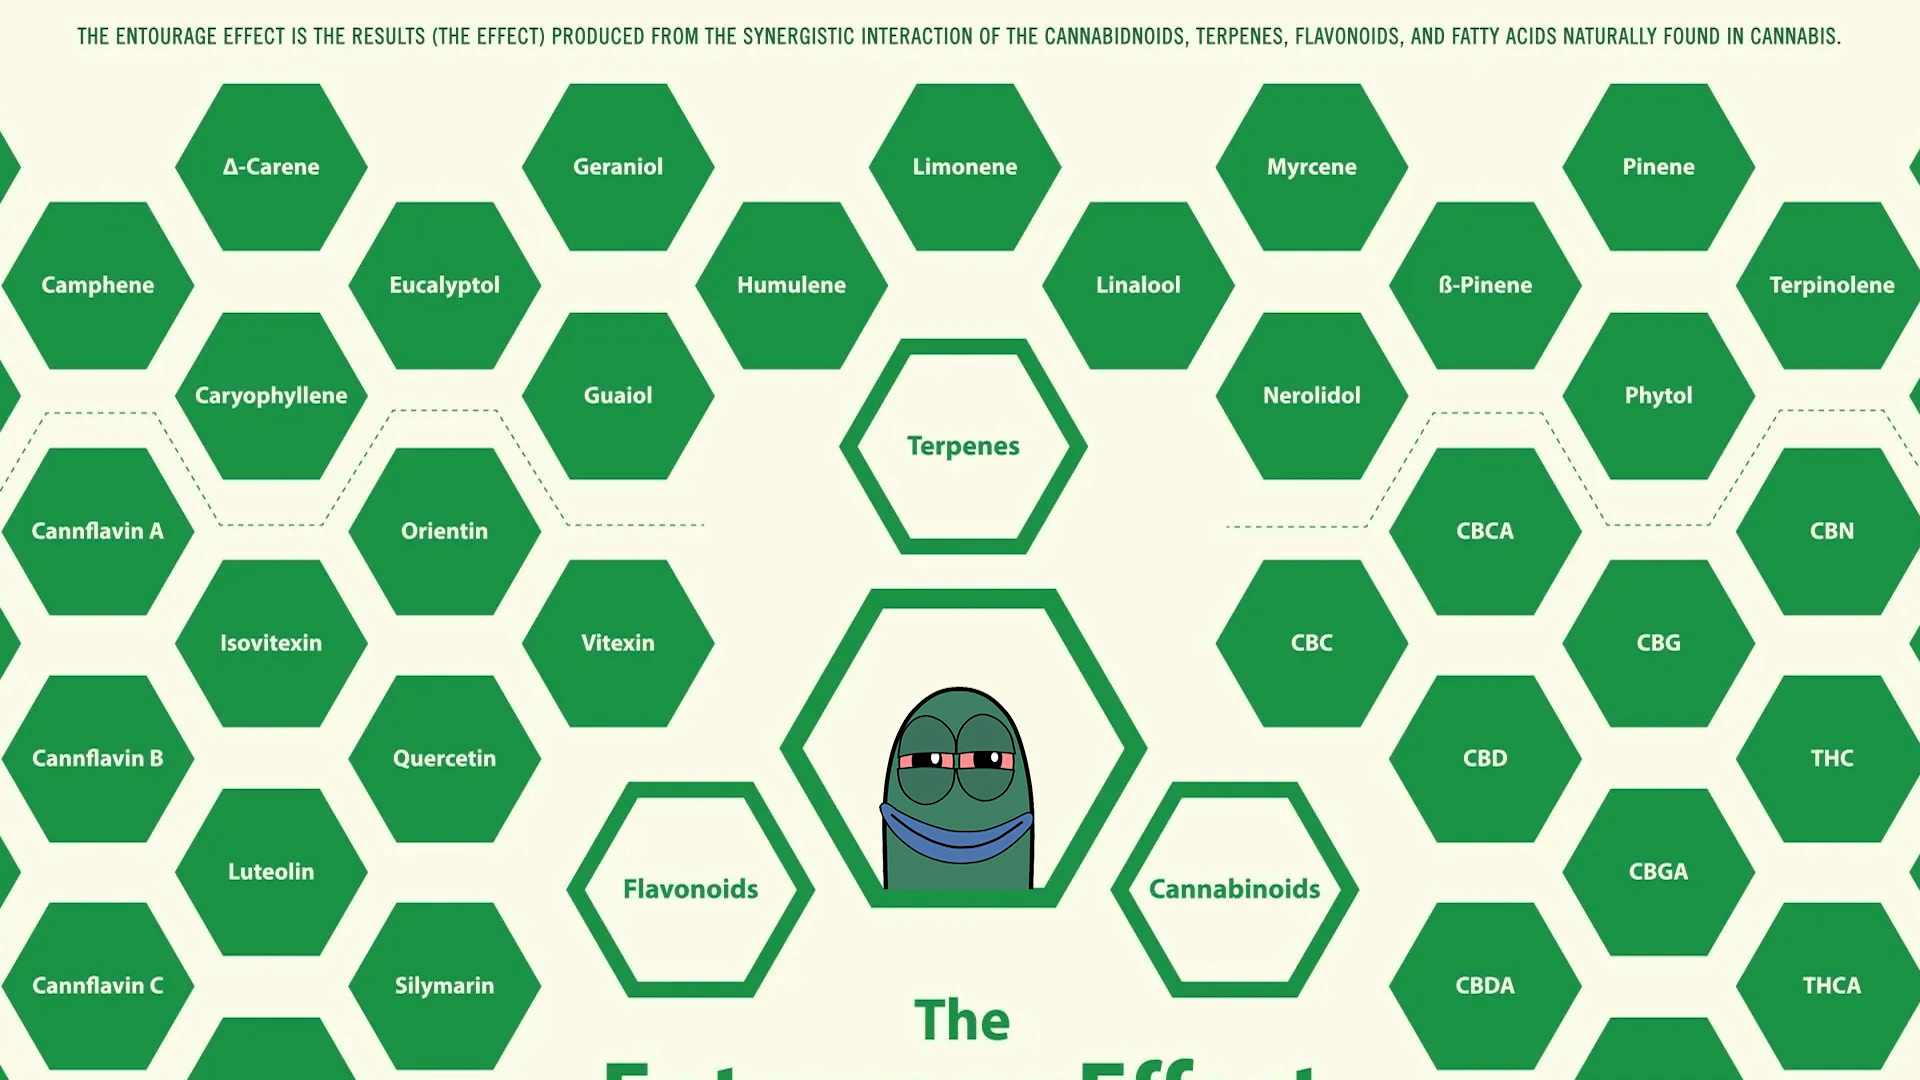 THE ENTOURAGE EFFECT IS THE RESULTS (THE EFFECT) PRODUCED FROM THE SYNERGISTIC INTERACTION OF THE CANNABIDNOIDS, TERPENES, FLAVONOIDS, AND FATTY ACIDS NATURALLY FOUND IN CANNABIS.
Δ-Carene
Geraniol
Limonene
Myrcene
Pinene
Camphene
Eucalyptol
Humulene
Linalool
ß-Pinene
Terpinolene
Caryophyllene
Guaiol
Nerolidol
Phytol
Terpenes
Cannflavin A
Orientin
CBCA
CBN
Isovitexin
Vitexin
CBC
CBG
Cannflavin B
Quercetin
CBD
THC
Luteolin
CBGA
Flavonoids
Cannabinoids
Cannflavin C
Silymarin
CBDA
THCA
The